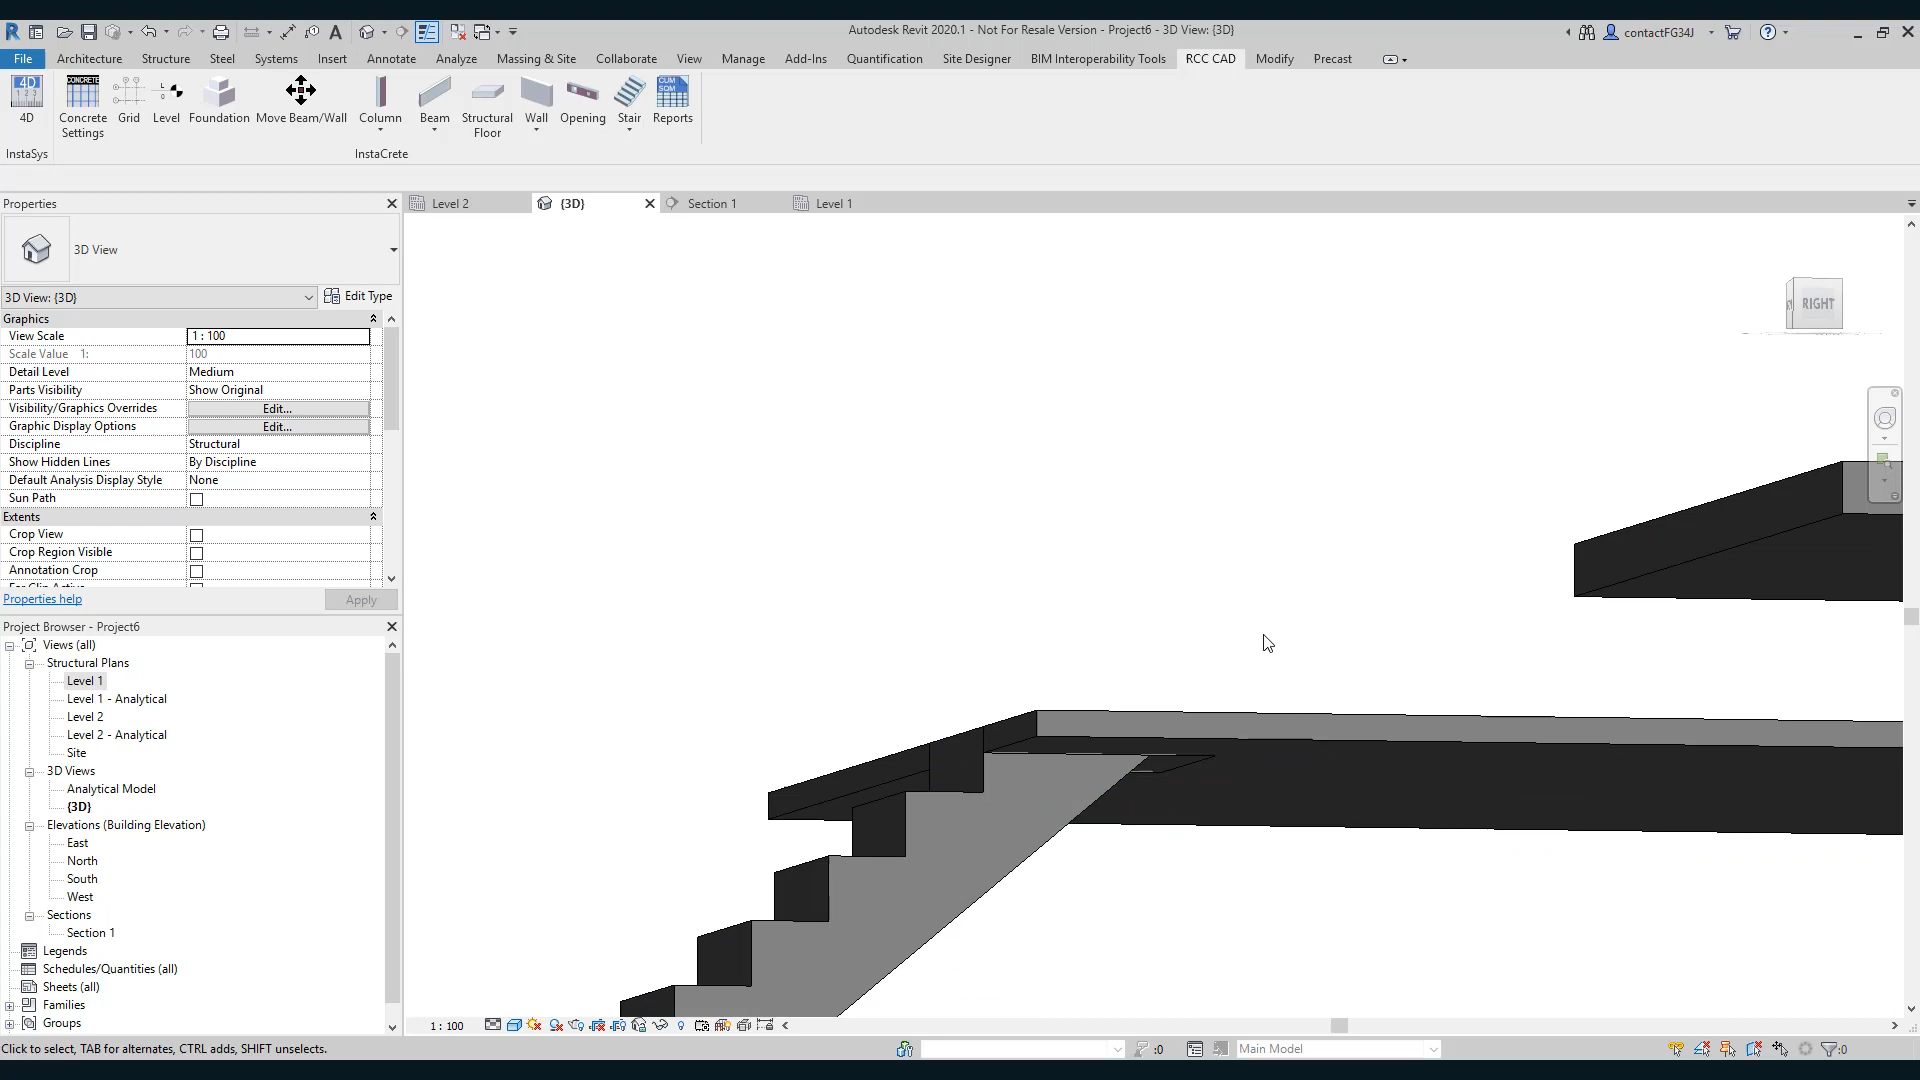 Autodesk Revit 2020.1 - Not For Resale Version - Project6 - 3D View: {3D}
contactFG34J
File Architecture Structure Steel Systems Insert Annotate Analyze Massing & Site Collaborate View Manage Add-Ins Quantification Site Designer BIM Interoperability Tools RCC CAD Modify Precast
4D
1 2 3
CONCRETE
L
0
CUM
SQM
4D Concrete Settings Grid Level Foundation Move Beam/Wall Column Beam Structural Floor Wall Opening Stair Reports
InstaSys InstaCrete
Properties
Level 2 {3D} Section 1 Level 1
3D View
3D View: {3D} Edit Type
Graphics
View Scale 1 : 100
Scale Value 1: 100
Detail Level Medium
Parts Visibility Show Original
Visibility/Graphics Overrides Edit...
Graphic Display Options Edit...
Discipline Structural
Show Hidden Lines By Discipline
Default Analysis Display Style None
Sun Path
Extents
Crop View
Crop Region Visible
Annotation Crop
Properties help Apply
RIGHT
Project Browser - Project6
Views (all)
Structural Plans
Level 1
Level 1 - Analytical
Level 2
Level 2 - Analytical
Site
3D Views
Analytical Model
{3D}
Elevations (Building Elevation)
East
North
South
West
Sections
Section 1
Legends
Schedules/Quantities (all)
Sheets (all)
Families
Groups
1 : 100
Click to select, TAB for alternates, CTRL adds, SHIFT unselects.
:0
Main Model
:0